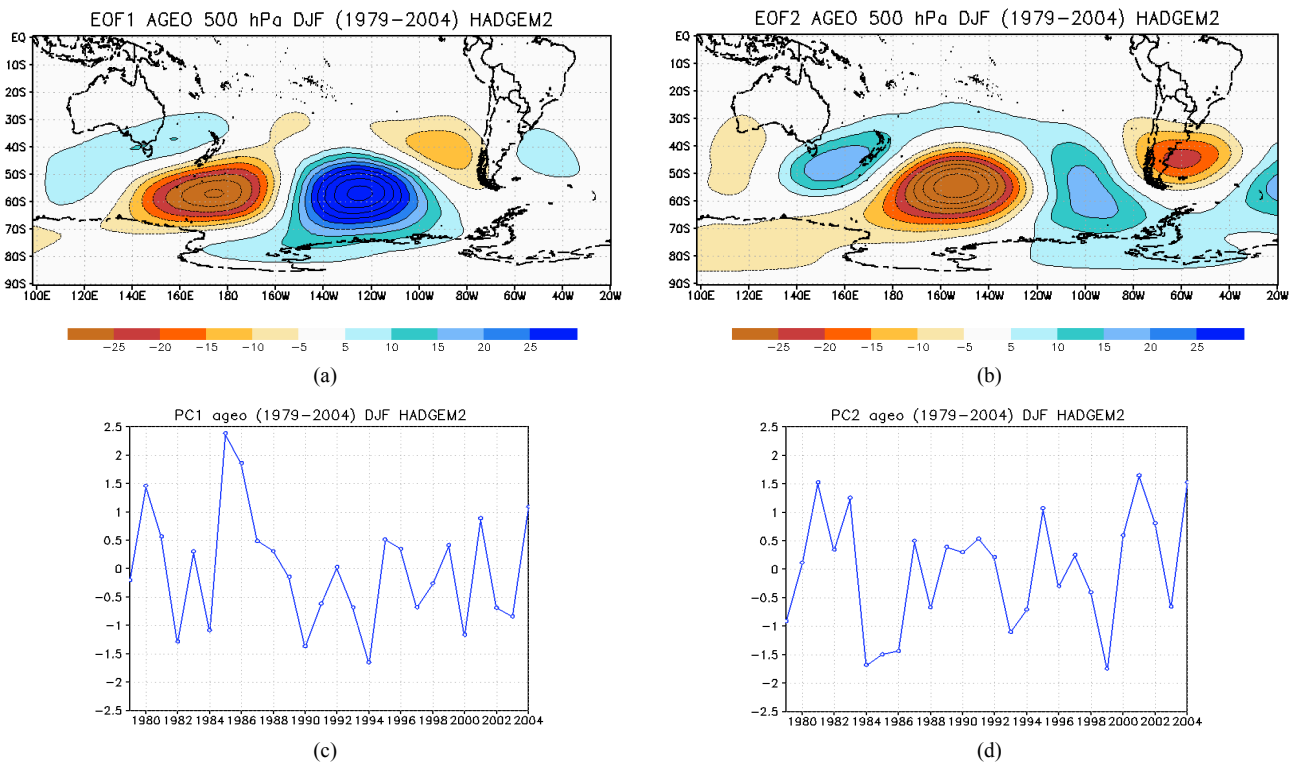 EOF1 AGEO 500 hPa DJF (1979−2004) HADGEM2
EQ
10S
20S
30S
40S
50S
60S
70S
80S
90S
100E 120E 140E 160E 180 160W 140W 120W 100W 80W 60W 40W 20W
−25 −20 −15 −10 −5 5 10 15 20 25
(a)
EOF2 AGEO 500 hPa DJF (1979−2004) HADGEM2
EQ
10S
20S
30S
40S
50S
60S
70S
80S
90S
100E 120E 140E 160E 180 160W 140W 120W 100W 80W 60W 40W 20W
−25 −20 −15 −10 −5 5 10 15 20 25
(b)
PC1 ageo (1979−2004) DJF HADGEM2
2.5
2
1.5
1
0.5
0
−0.5
−1
−1.5
−2
−2.5
1980 1982 1984 1986 1988 1990 1992 1994 1996 1998 2000 2002 2004
(c)
PC2 ageo (1979−2004) DJF HADGEM2
2.5
2
1.5
1
0.5
0
−0.5
−1
−1.5
−2
−2.5
1980 1982 1984 1986 1988 1990 1992 1994 1996 1998 2000 2002 2004
(d)